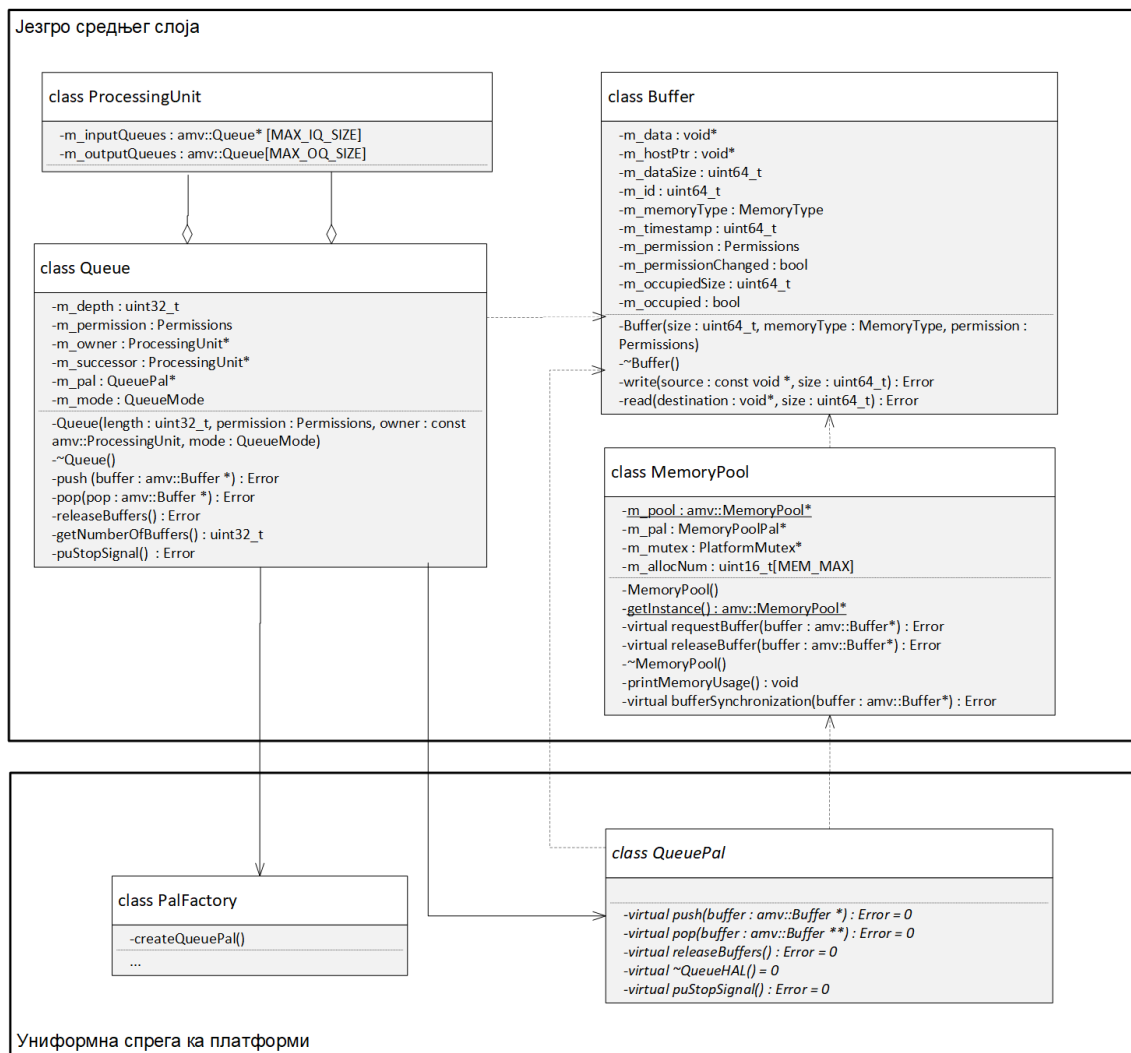 Језгро средњег слоја
class ProcessingUnit
-m_inputQueues : amv::Queue* [MAX_IQ_SIZE]
-m_outputQueues : amv::Queue[MAX_OQ_SIZE]
class Queue
-m_depth : uint32_t
-m_permission : Permissions
-m_owner : ProcessingUnit*
-m_successor : ProcessingUnit*
-m_pal : QueuePal*
-m_mode : QueueMode
-Queue(length : uint32_t, permission : Permissions, owner : const
amv::ProcessingUnit, mode : QueueMode)
-~Queue()
-push (buffer : amv::Buffer *) : Error
-pop(pop : amv::Buffer *) : Error
-releaseBuffers() : Error
-getNumberOfBuffers() : uint32_t
-puStopSignal()  : Error
class Buffer
-m_data : void*
-m_hostPtr : void*
-m_dataSize : uint64_t
-m_id : uint64_t
-m_memoryType : MemoryType
-m_timestamp : uint64_t
-m_permission : Permissions
-m_permissionChanged : bool
-m_occupiedSize : uint64_t
-m_occupied : bool
-Buffer(size : uint64_t, memoryType : MemoryType, permission :
Permissions)
-~Buffer()
-write(source : const void *, size : uint64_t) : Error
-read(destination : void*, size : uint64_t) : Error
class MemoryPool
-m_pool : amv::MemoryPool*
-m_pal : MemoryPoolPal*
-m_mutex : PlatformMutex*
-m_allocNum : uint16_t[MEM_MAX]
-MemoryPool()
-getInstance() : amv::MemoryPool*
-virtual requestBuffer(buffer : amv::Buffer*) : Error
-virtual releaseBuffer(buffer : amv::Buffer*) : Error
-~MemoryPool()
-printMemoryUsage() : void
-virtual bufferSynchronization(buffer : amv::Buffer*) : Error
class PalFactory
-createQueuePal()
...
class QueuePal
-virtual push(buffer : amv::Buffer *) : Error = 0
-virtual pop(buffer : amv::Buffer **) : Error = 0
-virtual releaseBuffers() : Error = 0
-virtual ~QueueHAL() = 0
-virtual puStopSignal() : Error = 0
Униформна спрега ка платформи